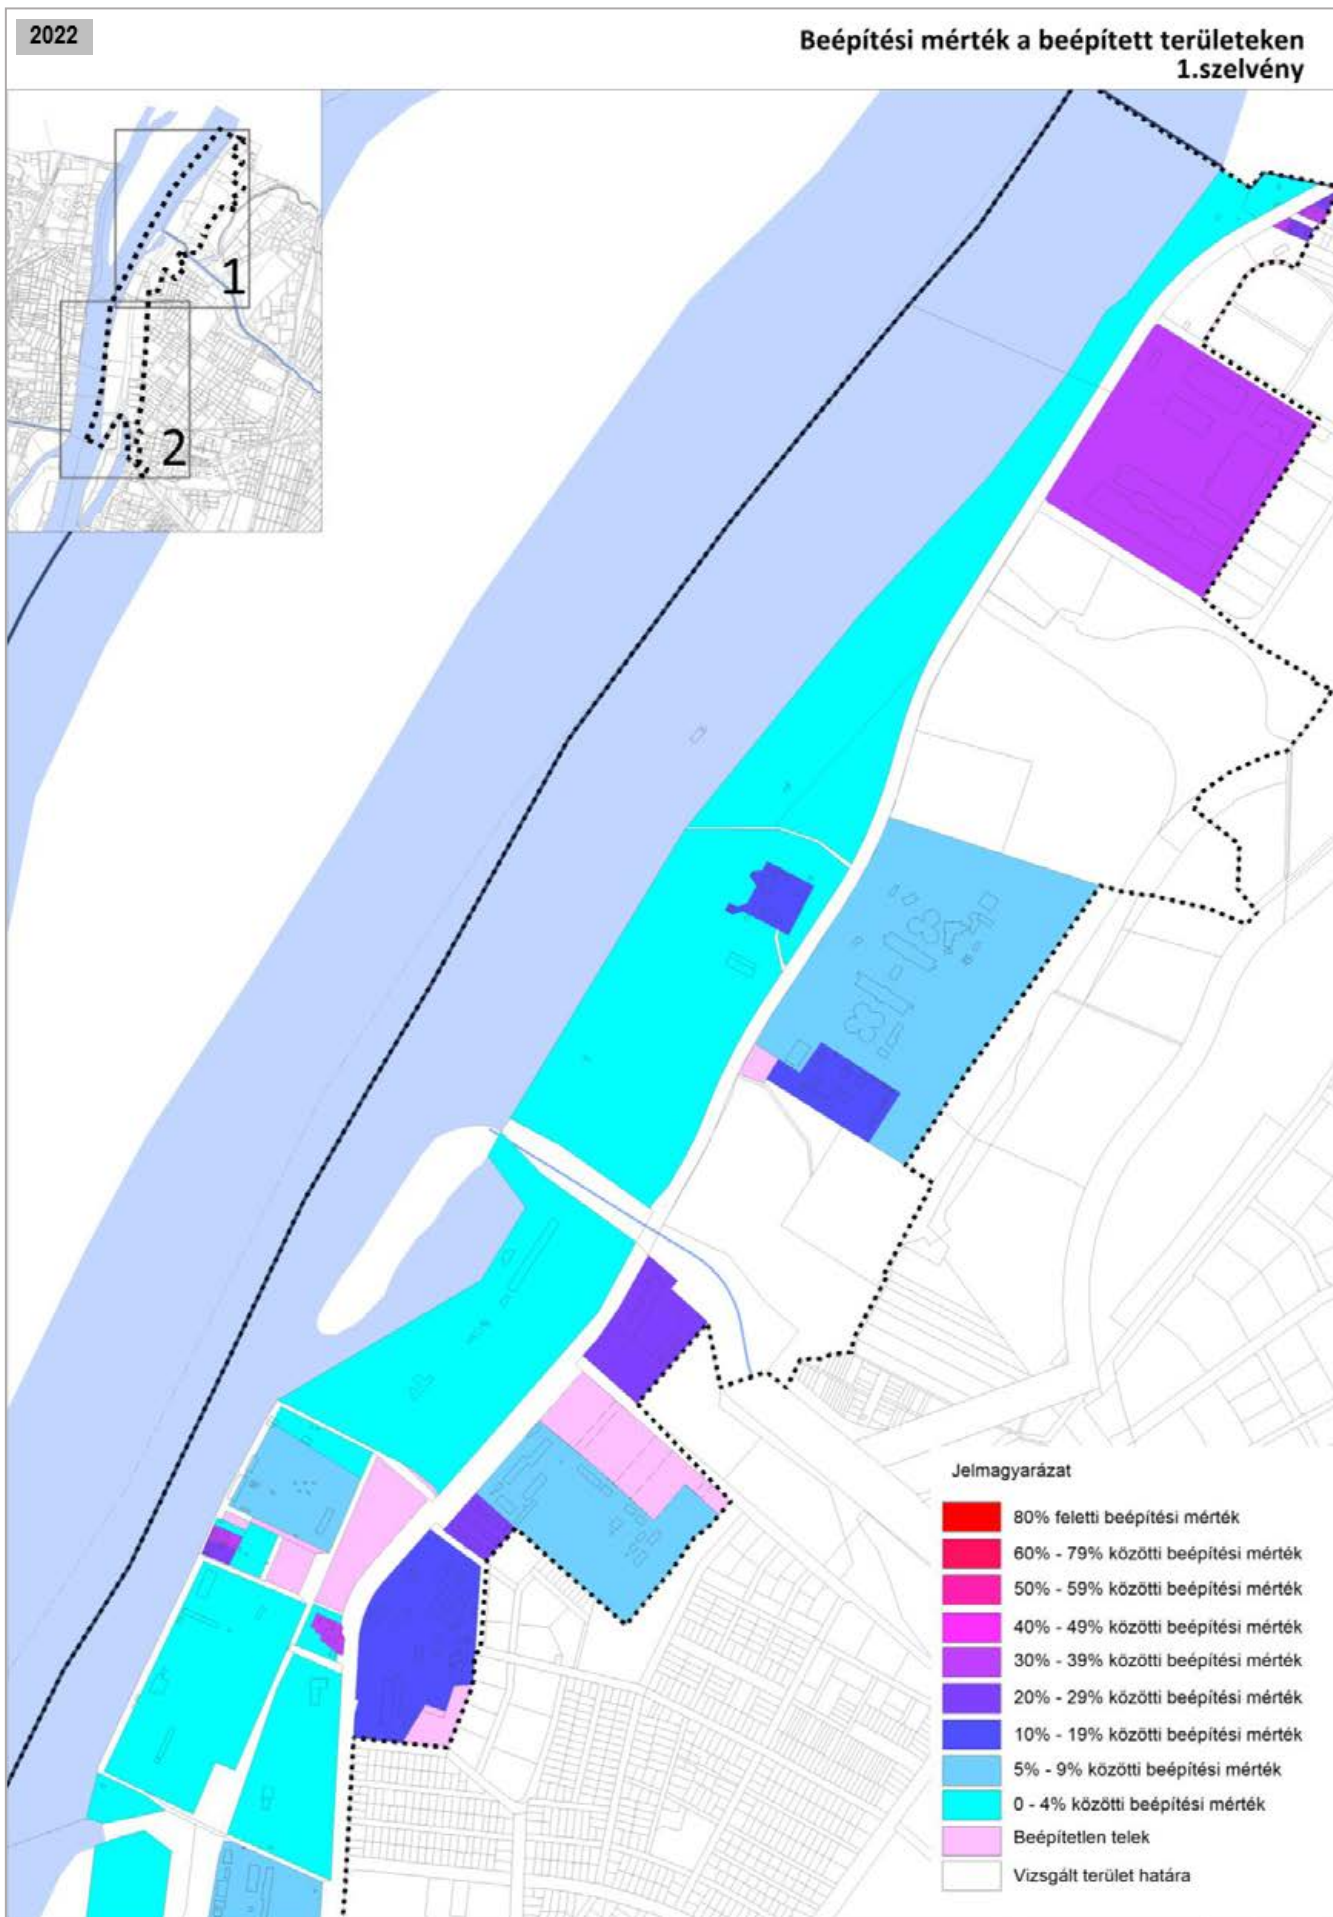 2022
Beépítési mérték a beépített területeken
1.szelvény
1
2
Jelmagyarázat
80% feletti beépítési mérték
60% - 79% közötti beépítési mérték
50% - 59% közötti beépítési mérték
40% - 49% közötti beépítési mérték
30% - 39% közötti beépítési mérték
20% - 29% közötti beépítési mérték
10% - 19% közötti beépítési mérték
5% - 9% közötti beépítési mérték
0 - 4% közötti beépítési mérték
Beépítetlen telek
Vizsgált terület határa